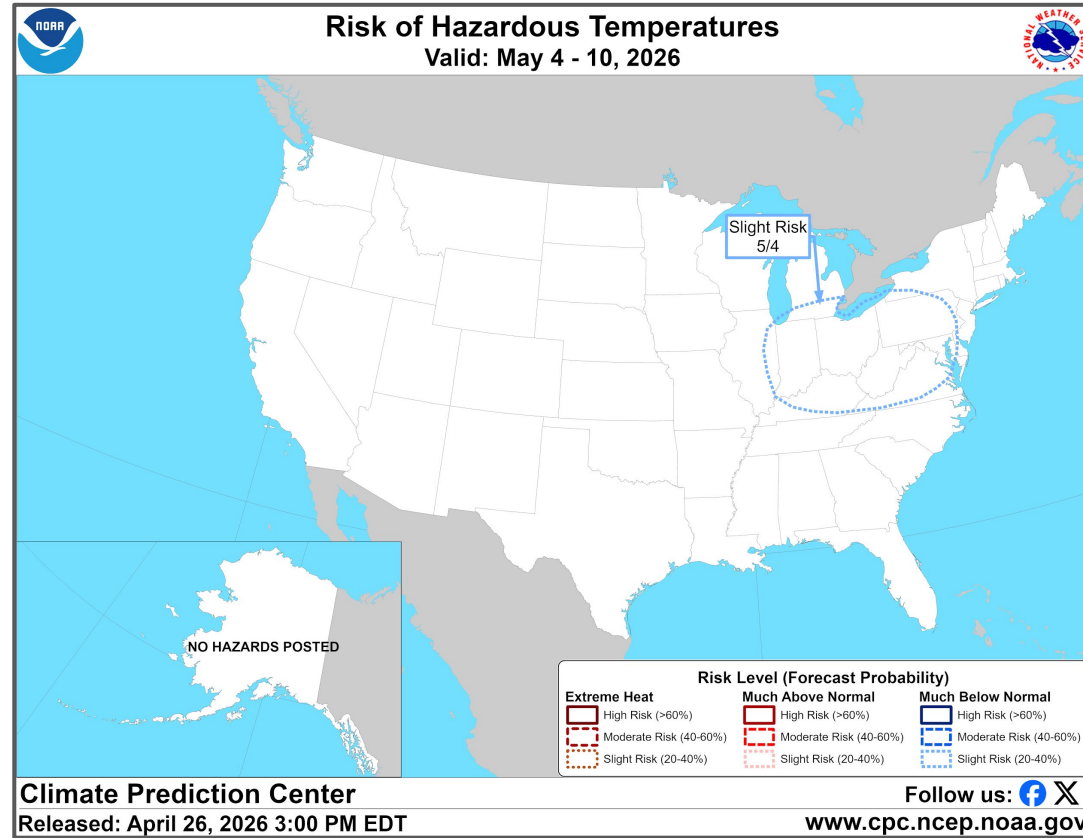 NOAA
Risk of Hazardous Temperatures
Valid: May 4 - 10, 2026
NATIONAL WEATHER SERVICE
Slight Risk
5/4
NO HAZARDS POSTED
Risk Level (Forecast Probability)
Extreme Heat
High Risk (>60%)
Moderate Risk (40-60%)
Slight Risk (20-40%)
Much Above Normal
High Risk (>60%)
Moderate Risk (40-60%)
Slight Risk (20-40%)
Much Below Normal
High Risk (>60%)
Moderate Risk (40-60%)
Slight Risk (20-40%)
Climate Prediction Center
Follow us:
Released: April 26, 2026 3:00 PM EDT
www.cpc.ncep.noaa.gov